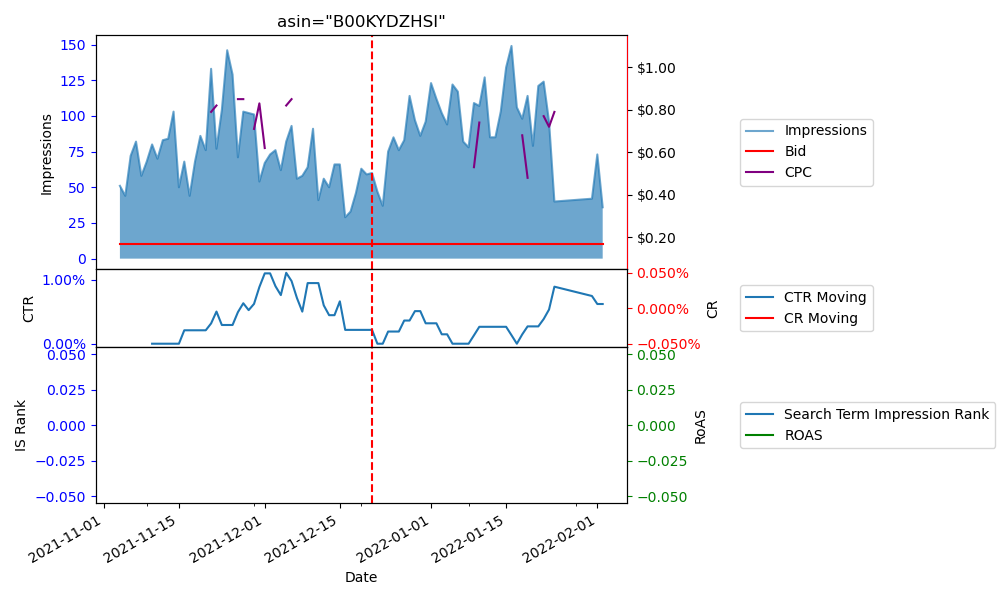 asin="B00KYDZHSI"
150
125
100
75
50
25
0
Impressions
$1.00
$0.80
$0.60
$0.40
$0.20
Impressions
Bid
CPC
1.00%
0.00%
CTR
0.050%
0.000%
−0.050%
CR
CTR Moving
CR Moving
0.050
0.025
0.000
−0.025
−0.050
IS Rank
0.050
0.025
0.000
−0.025
−0.050
RoAS
Search Term Impression Rank
ROAS
2021-11-01
2021-11-15
2021-12-01
2021-12-15
2022-01-01
2022-01-15
2022-02-01
Date